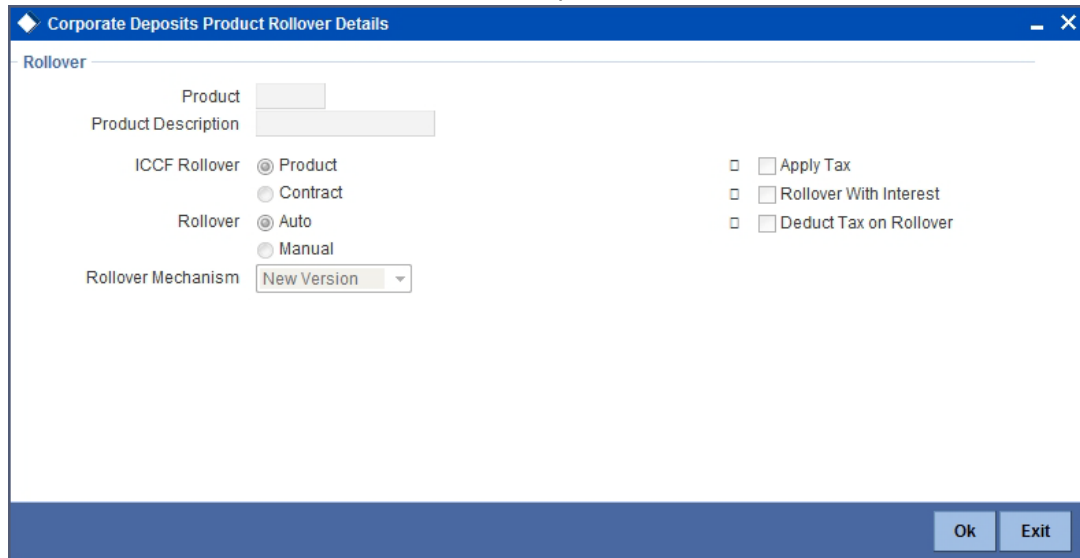 Corporate Deposits Product Rollover Details
Rollover
Product
Product Description
ICCF Rollover Product
Contract
Rollover Auto
Manual
Rollover Mechanism New Version
Apply Tax
Rollover With Interest
Deduct Tax on Rollover
Ok Exit